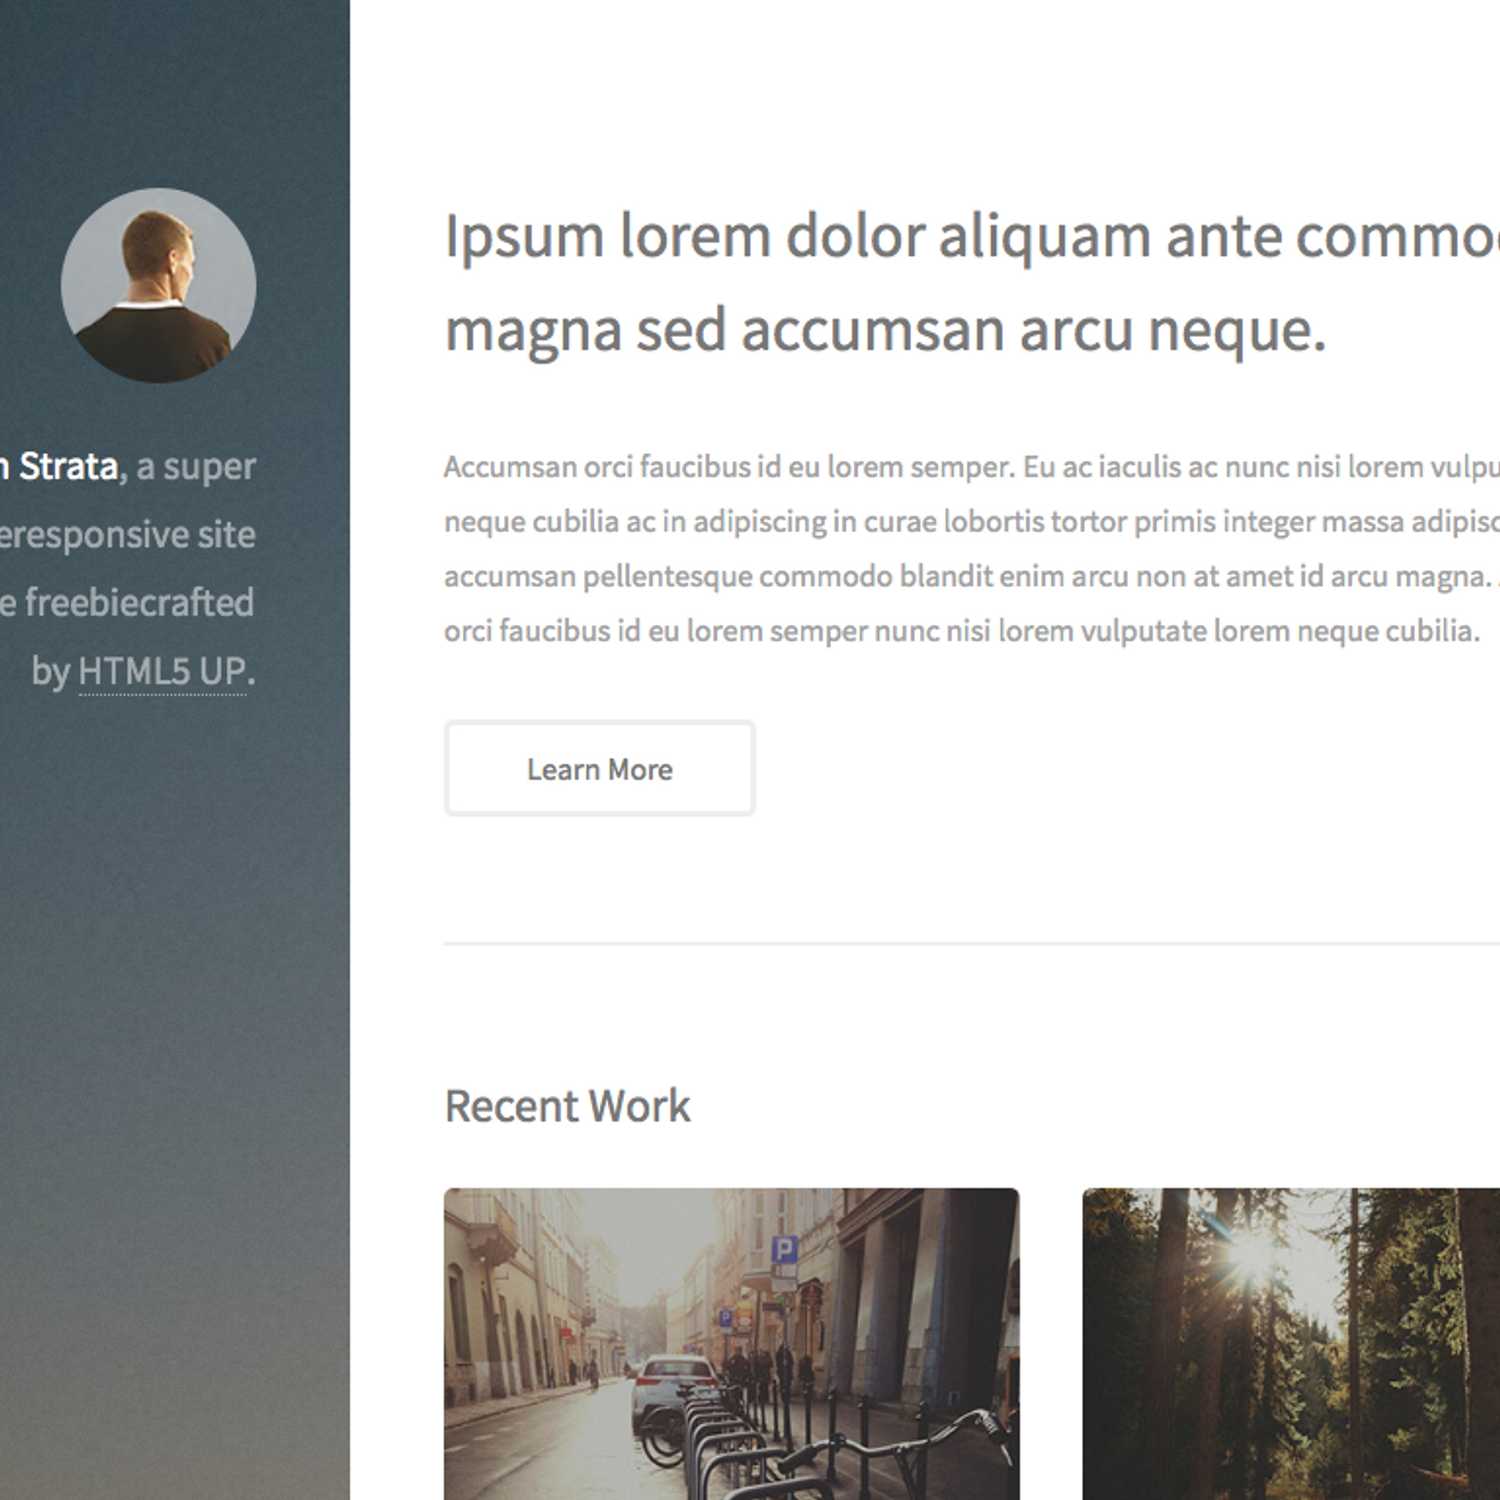 Strata, a super
eresponsive site
e freebiecrafted
by HTML5 UP.
Ipsum lorem dolor aliquam ante commo
magna sed accumsan arcu neque.
Accumsan orci faucibus id eu lorem semper. Eu ac iaculis ac nunc nisi lorem vulpu
neque cubilia ac in adipiscing in curae lobortis tortor primis integer massa adipisc
accumsan pellentesque commodo blandit enim arcu non at amet id arcu magna.
orci faucibus id eu lorem semper nunc nisi lorem vulputate lorem neque cubilia.
Learn More
Recent Work
P
P